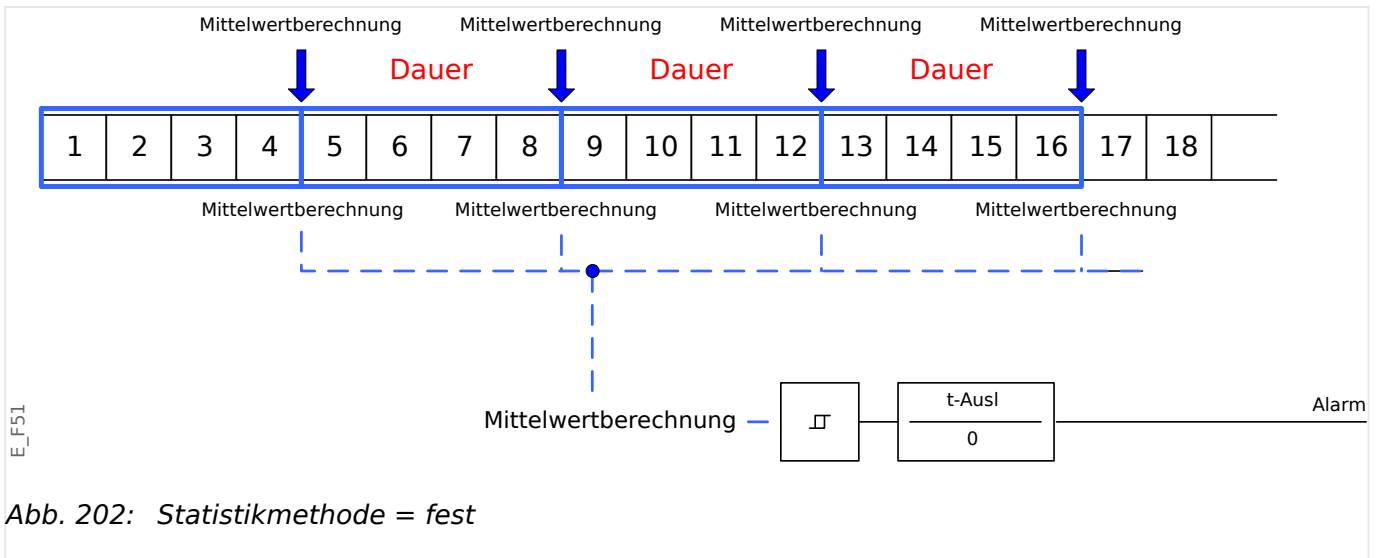 Mittelwertberechnung Mittelwertberechnung Mittelwertberechnung Mittelwertberechnung
Dauer Dauer Dauer
1 2 3 4 5 6 7 8 9 10 11 12 13 14 15 16 17 18
Mittelwertberechnung Mittelwertberechnung Mittelwertberechnung Mittelwertberechnung
t-Ausl
Mittelwertberechnung
0
Alarm
E_F51
Abb. 202: Statistikmethode = fest